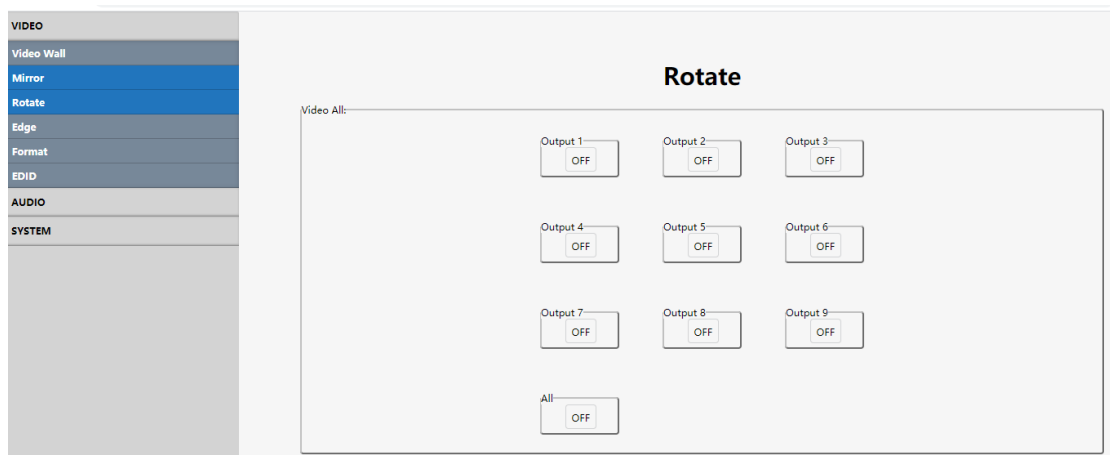 VIDEO
Video Wall
Mirror
Rotate
Edge
Format
EDID
AUDIO
SYSTEM
Rotate
Video All:
Output 1 Output 2 Output 3
OFF OFF OFF
Output 4 Output 5 Output 6
OFF OFF OFF
Output 7 Output 8 Output 9
OFF OFF OFF
All
OFF